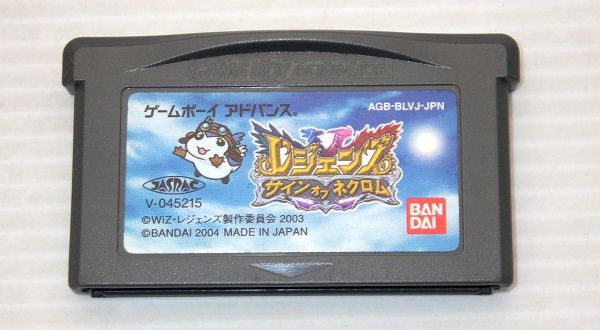 GAME BOY ADVANCE
ゲームボーイ アドバンス®
AGB-BLVJ-JPN
レジェンズ
サイン オブ ネクロム
JASRAC
V-045215
©WiZ・レジェンズ製作委員会 2003
©BANDAI 2004 MADE IN JAPAN
BAN
DAI